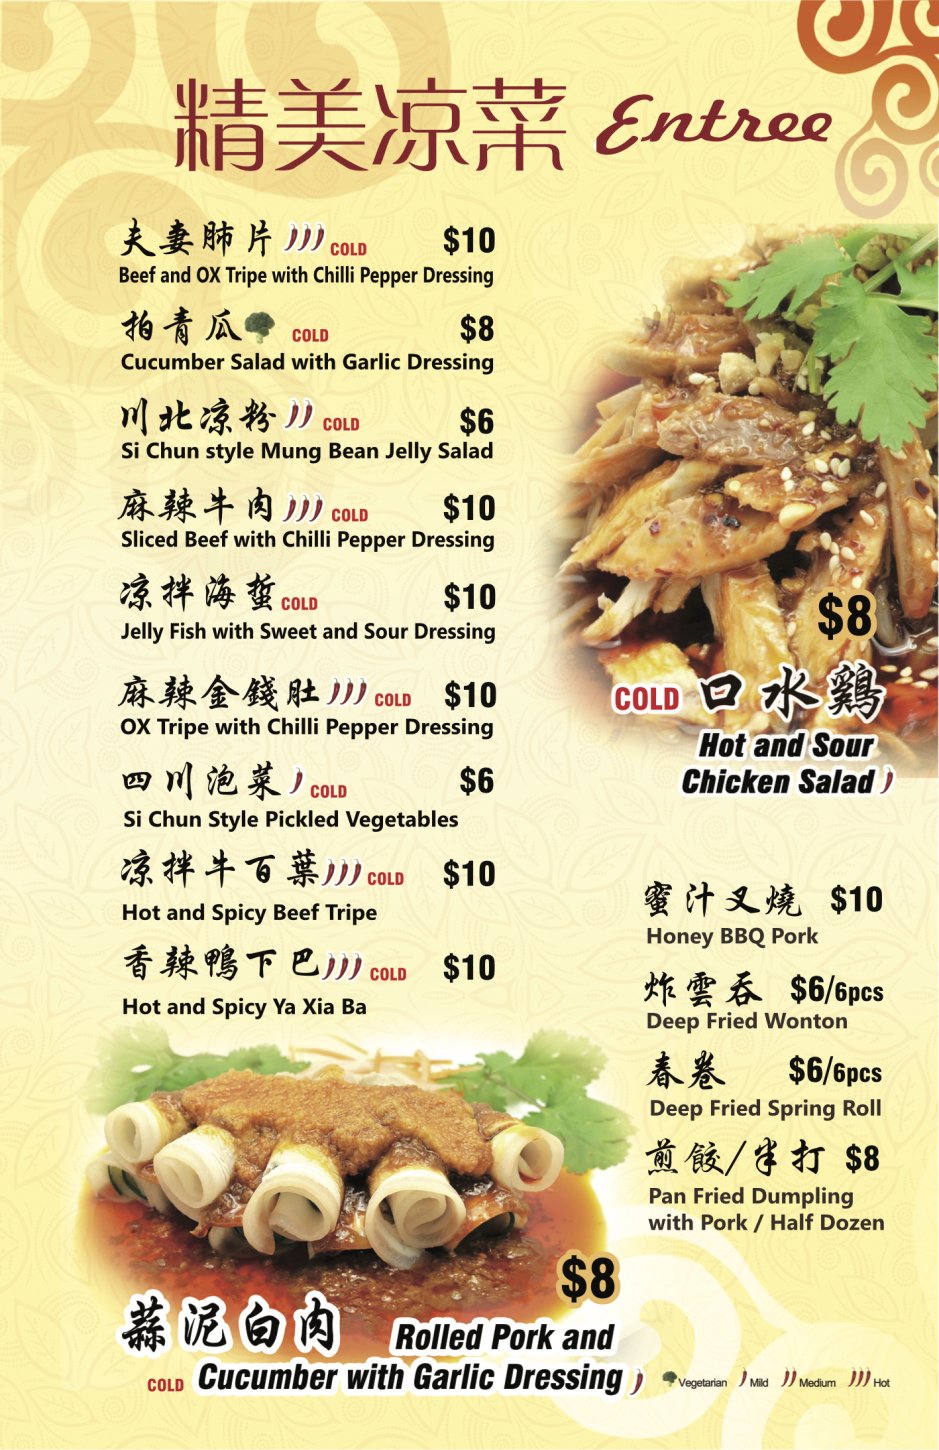 精美凉菜 Entree
夫妻肺片 COLD $10
Beef and OX Tripe with Chilli Pepper Dressing
拍青瓜 COLD $8
Cucumber Salad with Garlic Dressing
川北凉粉 COLD $6
Si Chun style Mung Bean Jelly Salad
麻辣牛肉 COLD $10
Sliced Beef with Chilli Pepper Dressing
凉拌海蜇 COLD $10
Jelly Fish with Sweet and Sour Dressing
麻辣金錢肚 COLD $10
OX Tripe with Chilli Pepper Dressing
四川泡菜 COLD $6
Si Chun Style Pickled Vegetables
凉拌牛百葉 COLD $10
Hot and Spicy Beef Tripe
香辣鴨下巴 COLD $10
Hot and Spicy Ya Xia Ba
$8
COLD 口水鷄
Hot and Sour
Chicken Salad
蜜汁叉燒 $10
Honey BBQ Pork
炸雲吞 $6/6pcs
Deep Fried Wonton
春卷 $6/6pcs
Deep Fried Spring Roll
煎餃/半打 $8
Pan Fried Dumpling
with Pork / Half Dozen
$8
蒜泥白肉 Rolled Pork and
COLD Cucumber with Garlic Dressing
Vegetarian Mild Medium Hot